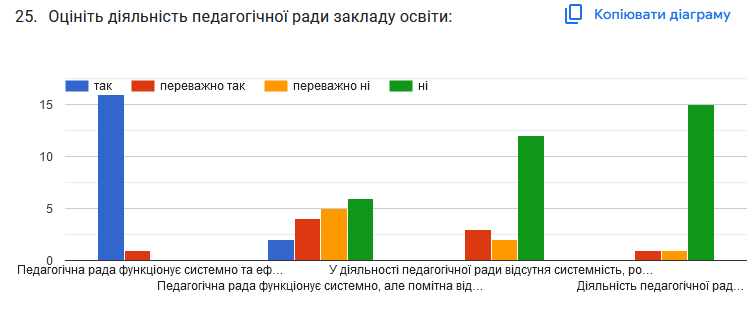 25. Оцініть діяльність педагогічної ради закладу освіти:
Копіювати діаграму
так
переважно так
переважно ні
ні
15
10
5
0
Педагогічна рада функціонує системно та еф…
У діяльності педагогічної ради відсутня системність, ро…
Педагогічна рада функціонує системно, але помітна від…
Діяльність педагогічної рад…